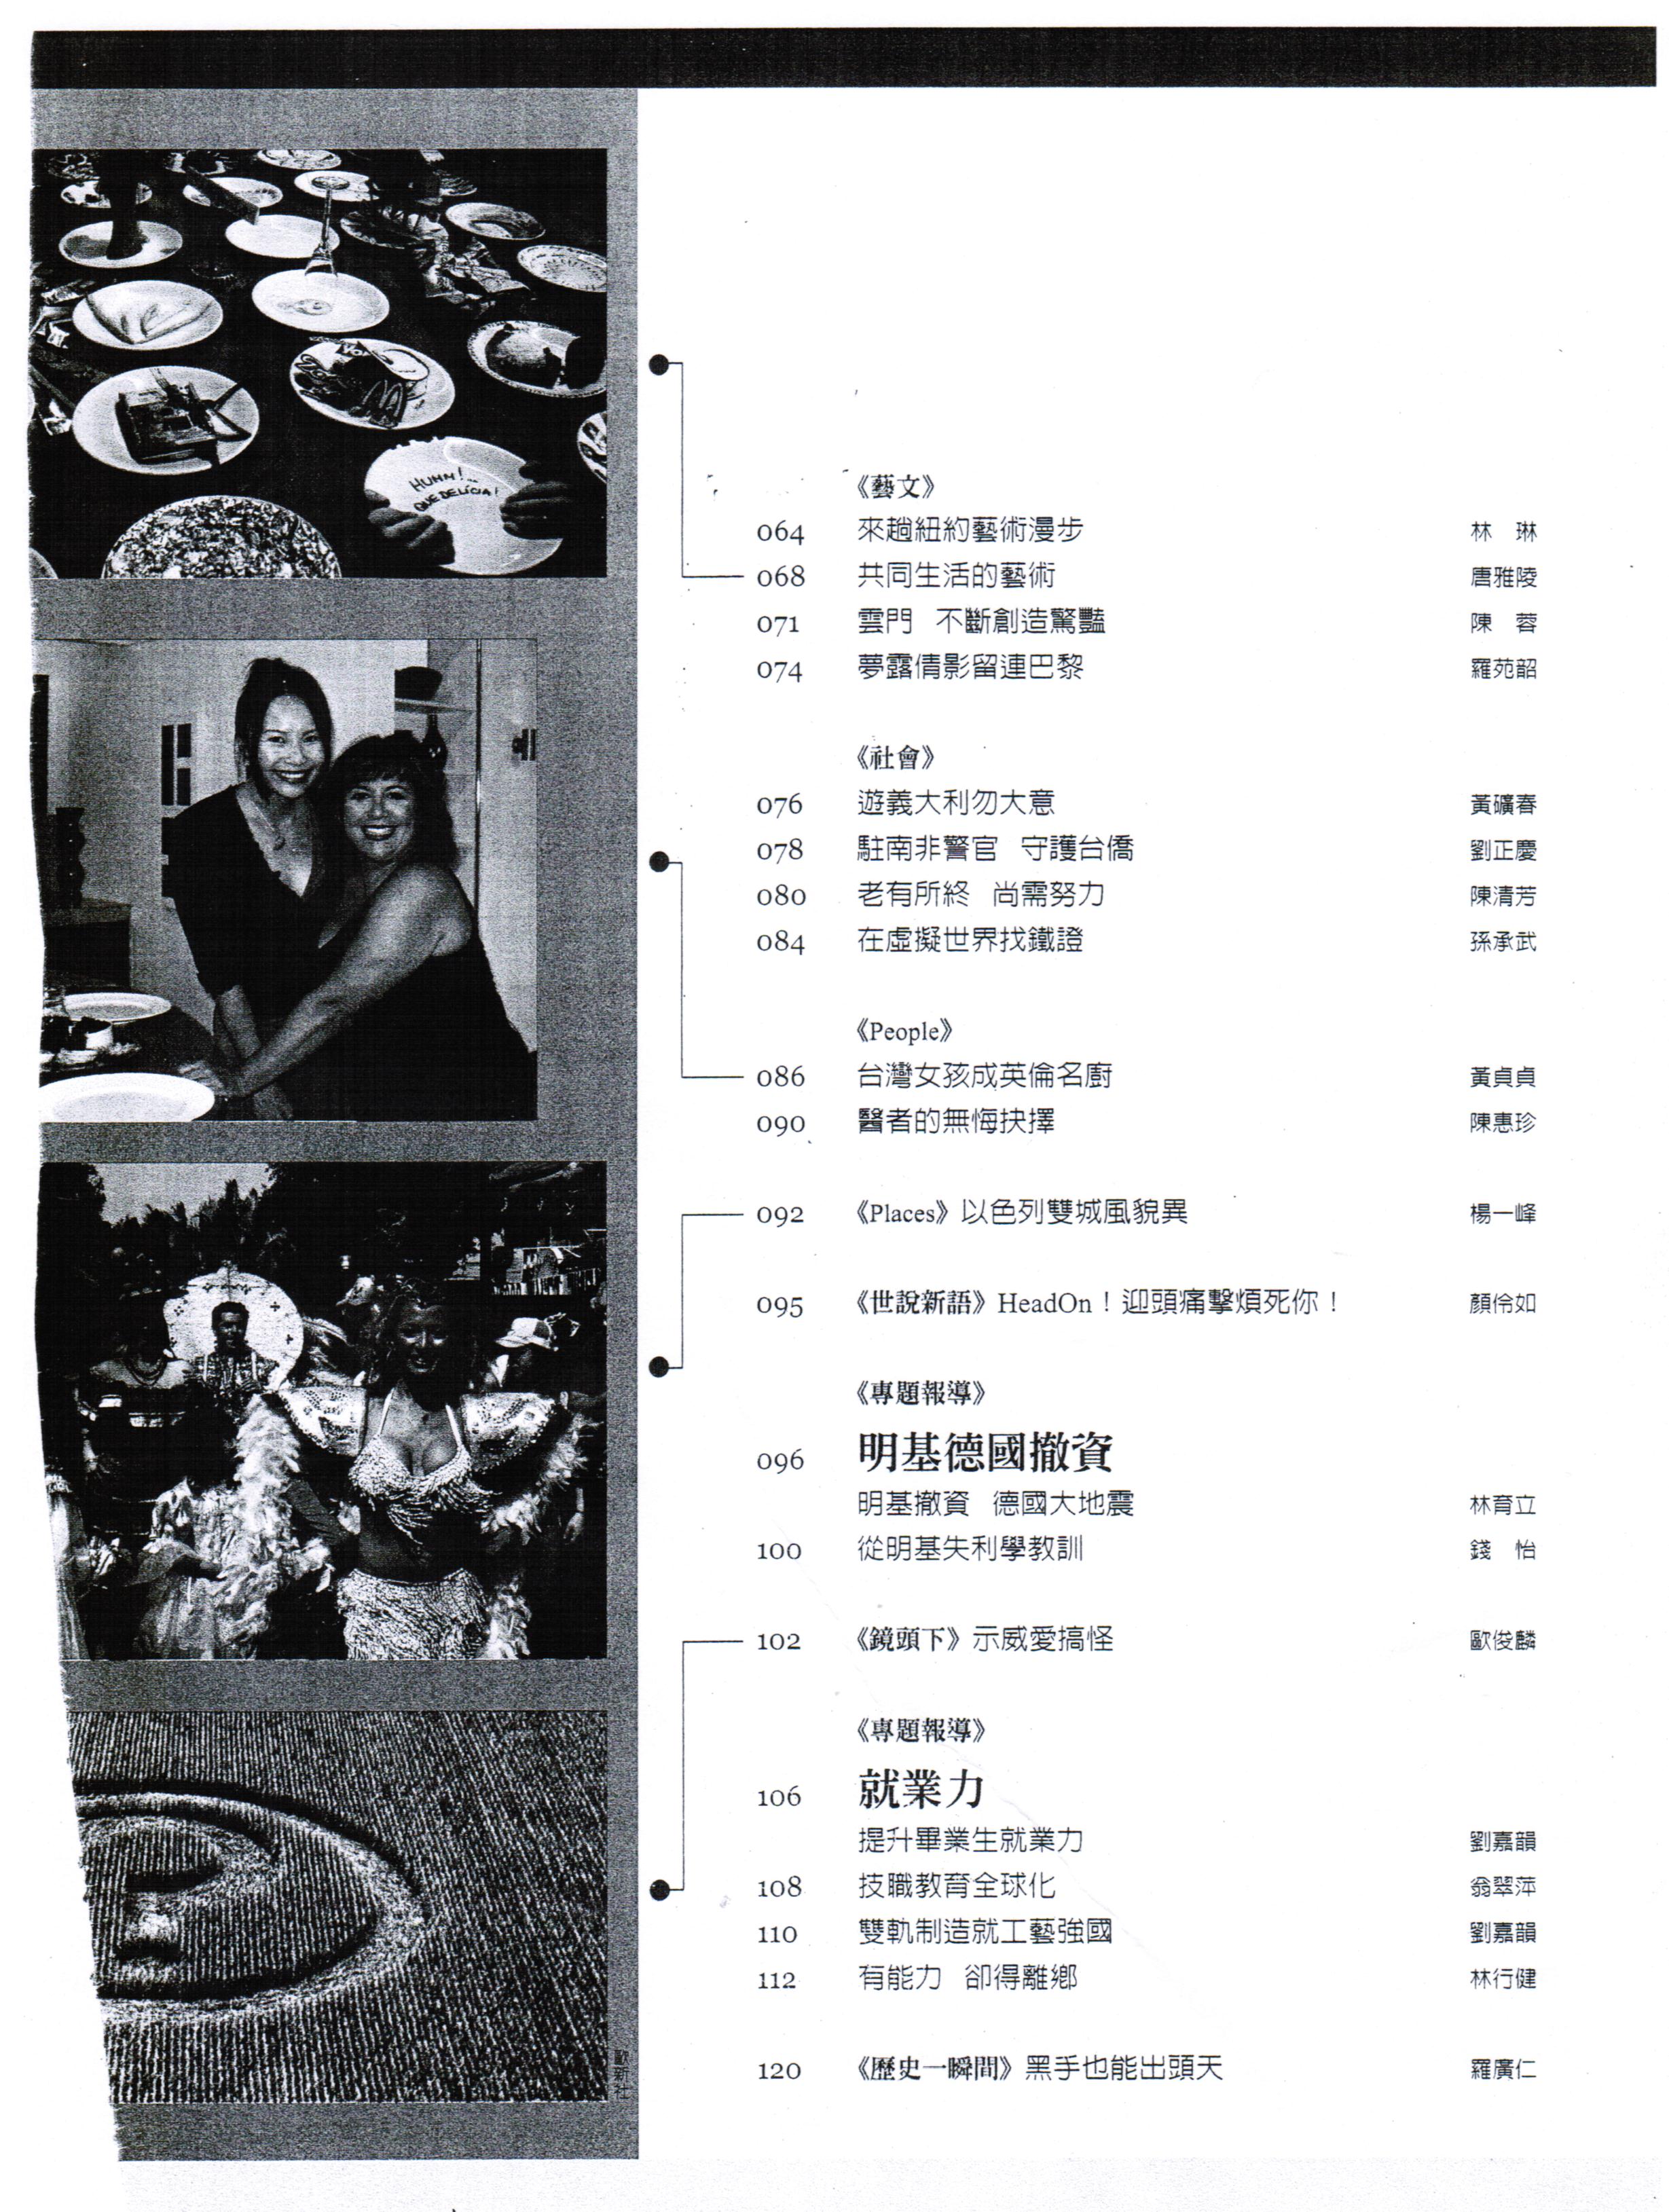 HUMM!...
QUE DELÍCIA!
《藝文》
064 來趟紐約藝術漫步 林 琳
068 共同生活的藝術 唐雅陵
071 雲門 不斷創造驚豔 陳 蓉
074 夢露倩影留連巴黎 羅苑韶
《社會》
076 遊義大利勿大意 黃礦春
078 駐南非警官 守護台僑 劉正慶
080 老有所終 尚需努力 陳清芳
084 在虛擬世界找鐵證 孫承武
《People》
086 台灣女孩成英倫名廚 黃貞貞
090 醫者的無悔抉擇 陳惠珍
092 《Places》以色列雙城風貌異 楊一峰
095 《世說新語》HeadOn！迎頭痛擊煩死你！ 顏伶如
《專題報導》
096 明基德國撤資
明基撤資 德國大地震 林育立
100 從明基失利學教訓 錢 怡
102 《鏡頭下》示威愛搞怪 歐俊麟
《專題報導》
106 就業力
提升畢業生就業力 劉嘉韻
108 技職教育全球化 翁翠萍
110 雙軌制造就工藝強國 劉嘉韻
112 有能力 卻得離鄉 林行健
120 《歷史一瞬間》黑手也能出頭天 羅廣仁
歐新社